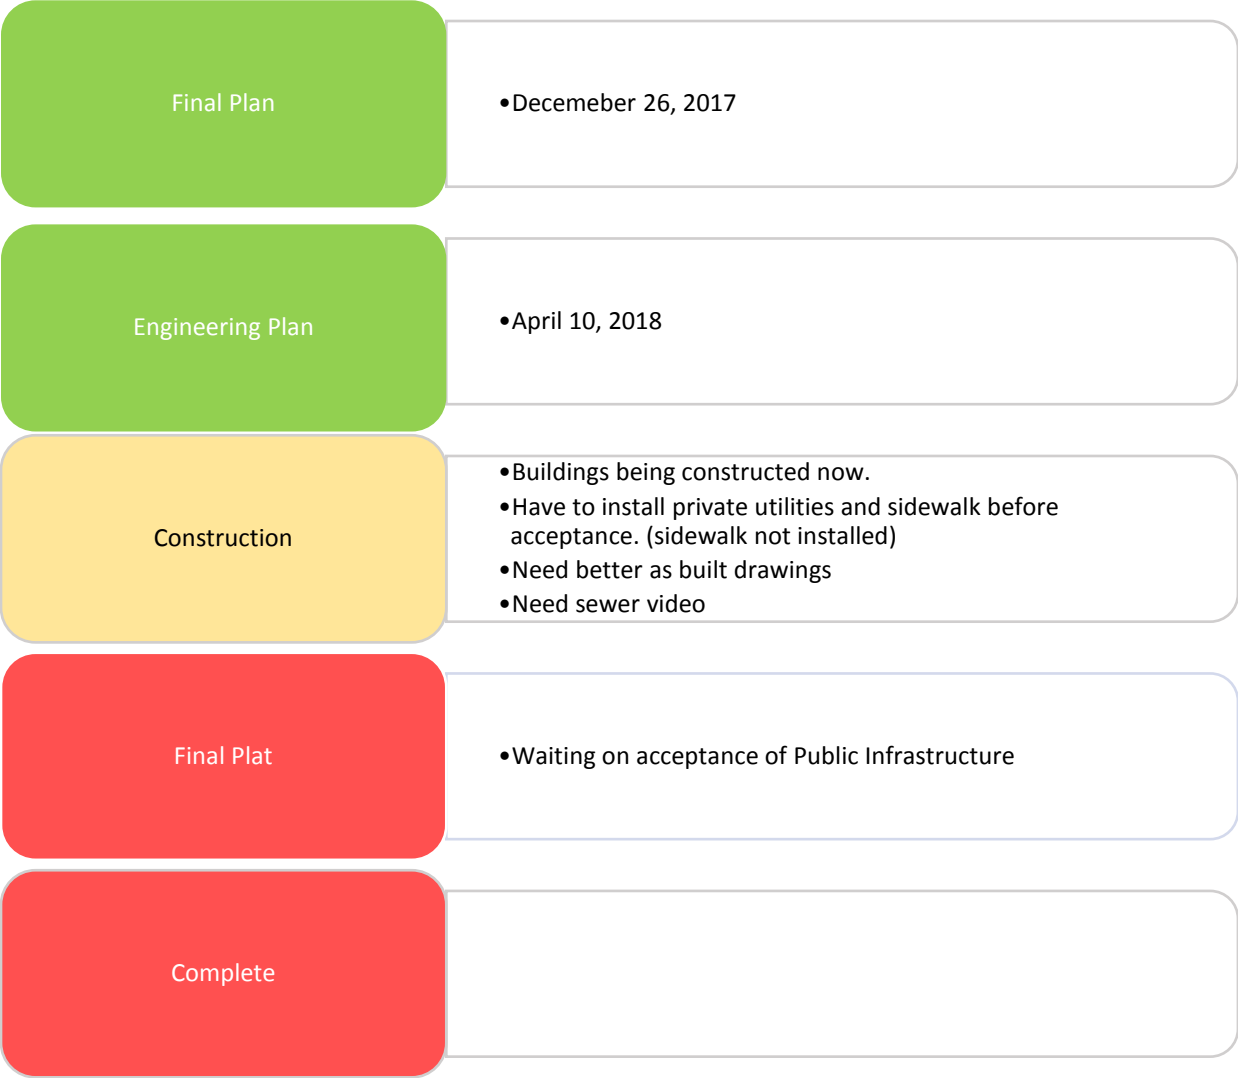 Final Plan
•Decemeber 26, 2017
Engineering Plan
•April 10, 2018
Construction
•Buildings being constructed now.
•Have to install private utilities and sidewalk before
acceptance. (sidewalk not installed)
•Need better as built drawings
•Need sewer video
Final Plat
•Waiting on acceptance of Public Infrastructure
Complete